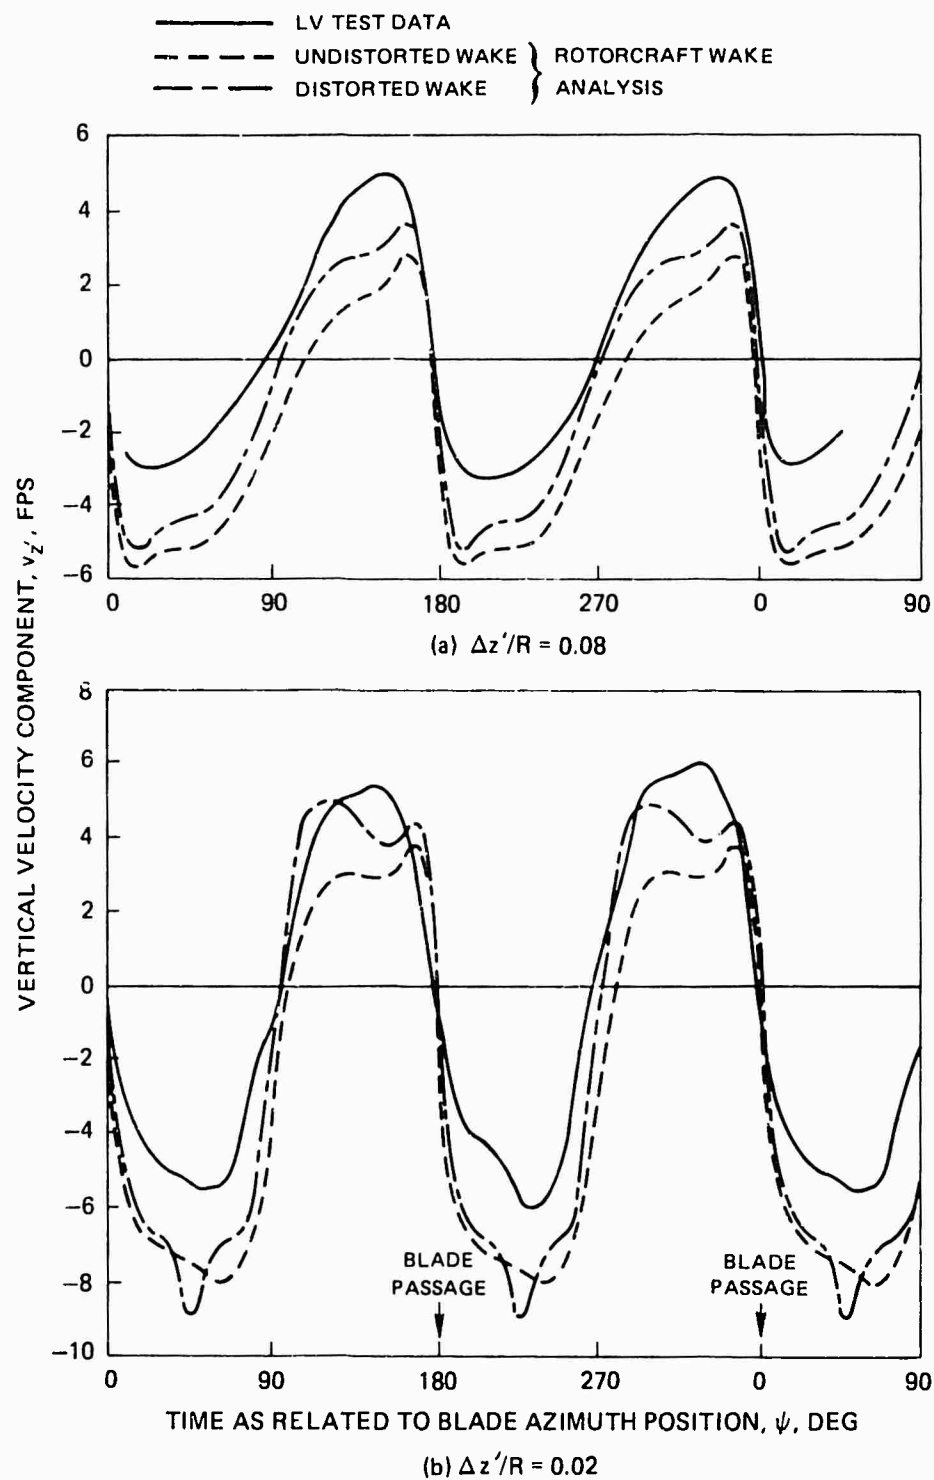 LV TEST DATA
UNDISTORTED WAKE } ROTORCRAFT WAKE
DISTORTED WAKE ANALYSIS
VERTICAL VELOCITY COMPONENT, v_z', FPS
6
4
2
0
-2
-4
-6
0 90 180 270 0 90
(a) Δz'/R = 0.08
8
6
4
2
0
-2
-4
-6
-8
-10
BLADE PASSAGE
BLADE PASSAGE
0 90 180 270 0 90
TIME AS RELATED TO BLADE AZIMUTH POSITION, ψ, DEG
(b) Δz'/R = 0.02